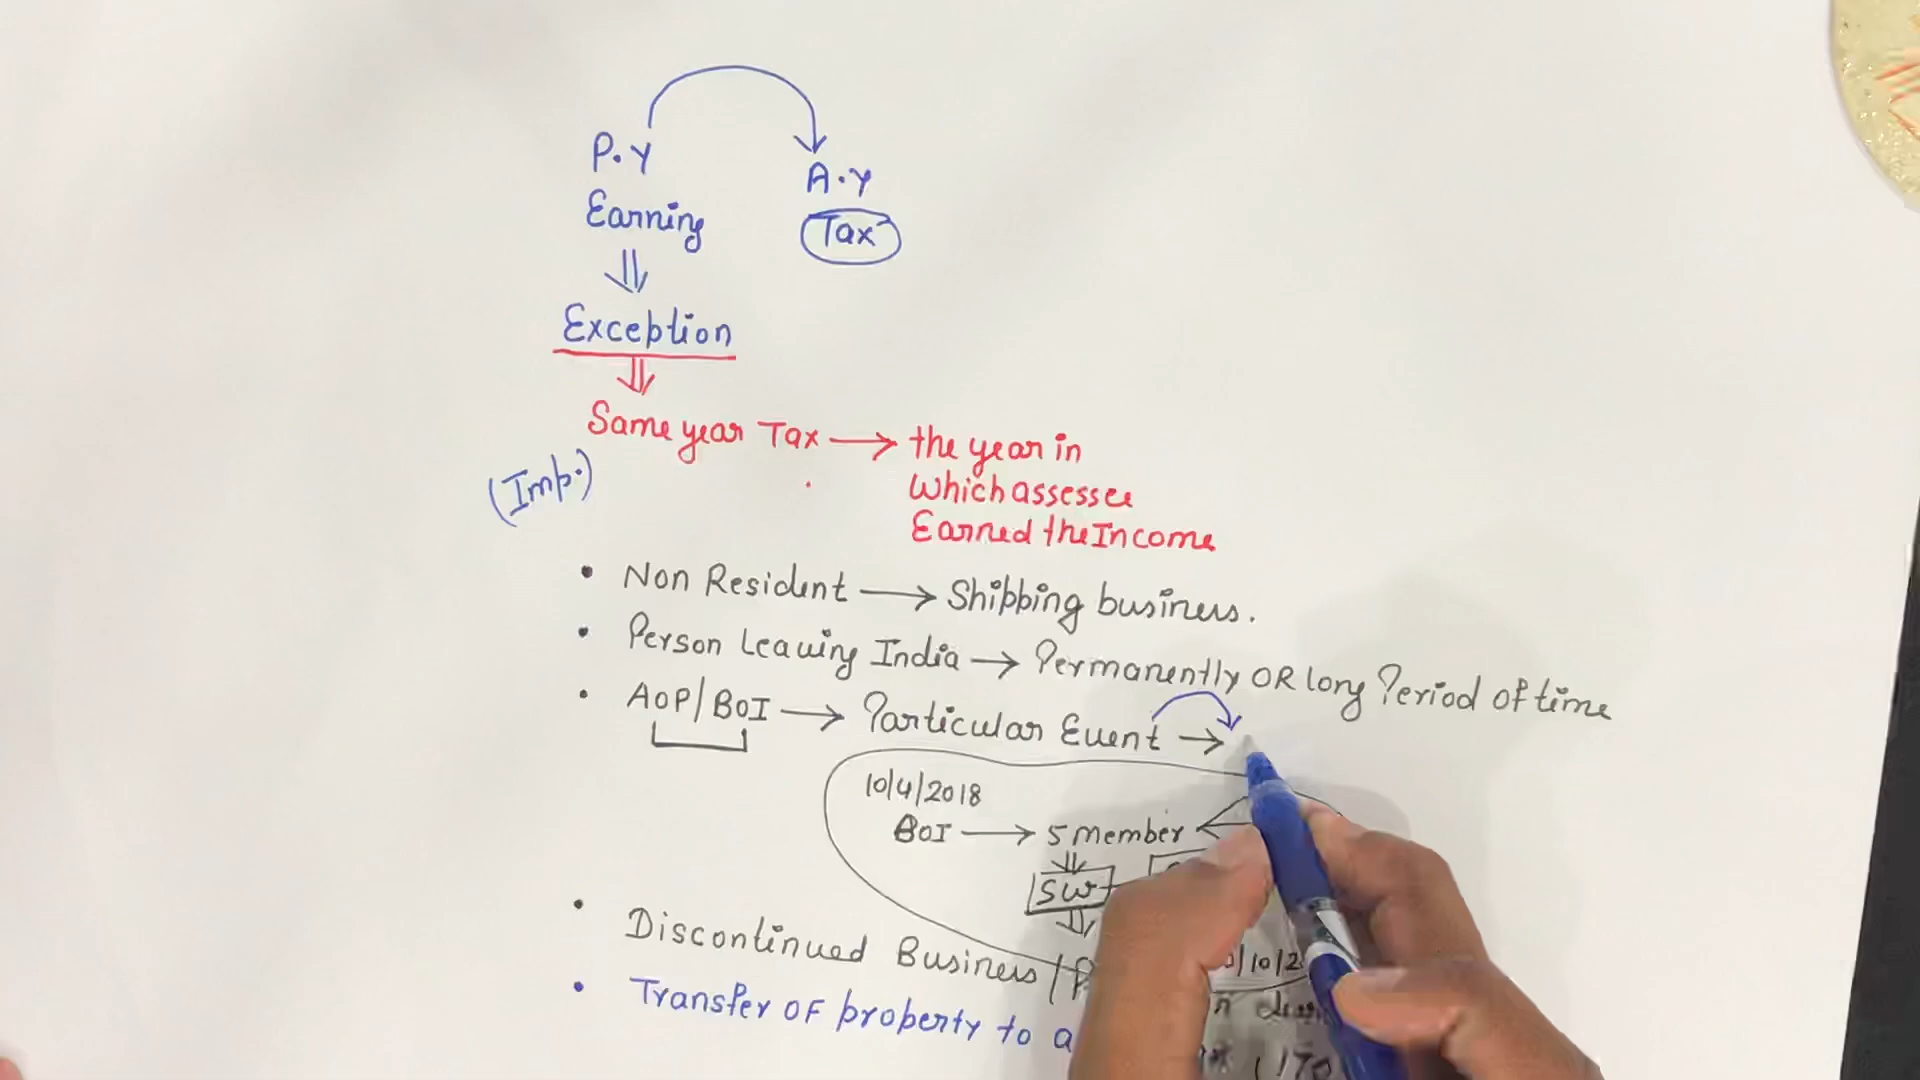 P.Y
A.Y
Earning
Tax
Exception
Same year Tax → the year in
Which assessee
Earned the Income
(Imp.)
• Non Resident → Shipping business.
• Person Leaving India → Permanently OR long Period of time
• AOP/BOI → Particular Event →
10/4/2018
BOI → 5 member
SW
• Discontinued Business /
• Transfer OF property to a